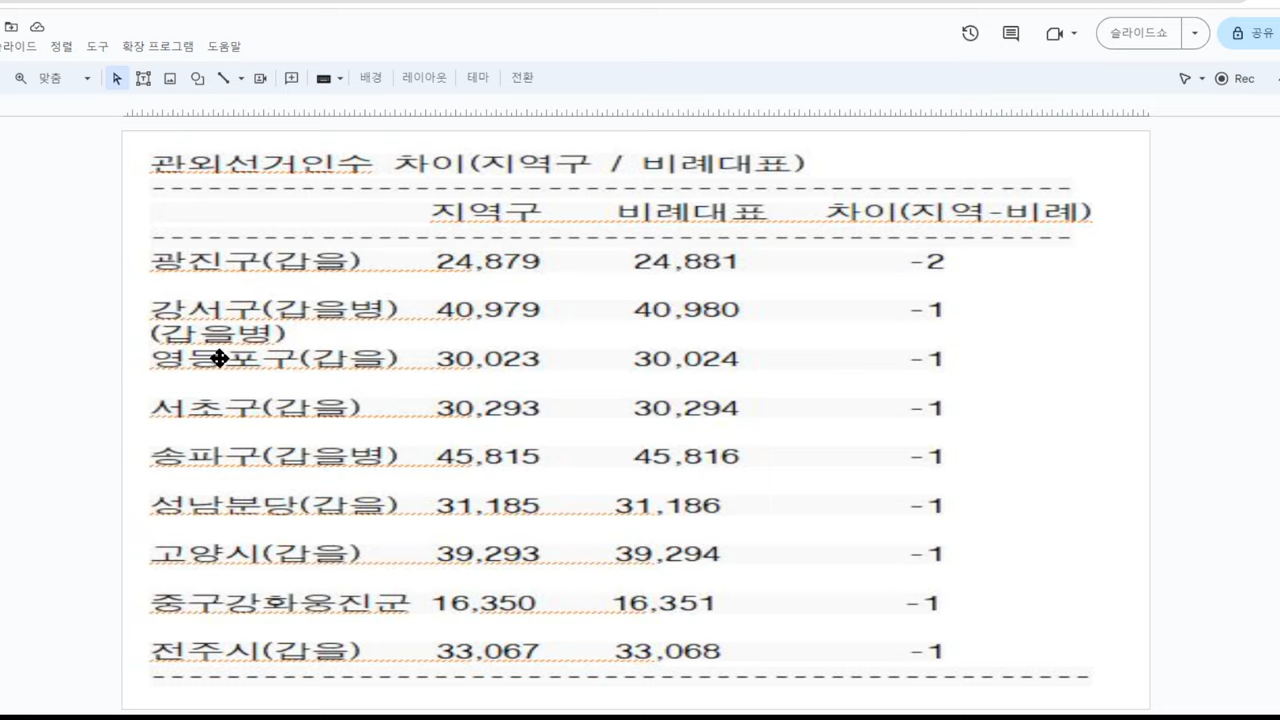 슬라이드쇼
공유
라이드 정렬 도구 확장 프로그램 도움말
맞춤 배경 레이아웃 테마 전환 Rec
관외선거인수 차이(지역구 / 비례대표)
지역구 비례대표 차이(지역-비례)
광진구(갑을) 24,879 24,881 -2
강서구(갑을병) 40,979 40,980 -1
(갑을병)
영등포구(갑을) 30,023 30,024 -1
서초구(갑을) 30,293 30,294 -1
송파구(갑을병) 45,815 45,816 -1
성남분당(갑을) 31,185 31,186 -1
고양시(갑을) 39,293 39,294 -1
중구강화웅진군 16,350 16,351 -1
전주시(갑을) 33,067 33,068 -1